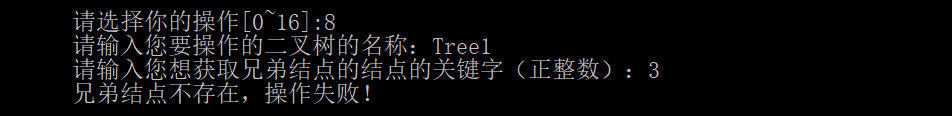 请选择你的操作[0~16]:8
请输入您要操作的二叉树的名称：Tree1
请输入您想获取兄弟结点的结点的关键字（正整数）：3
兄弟结点不存在，操作失败！